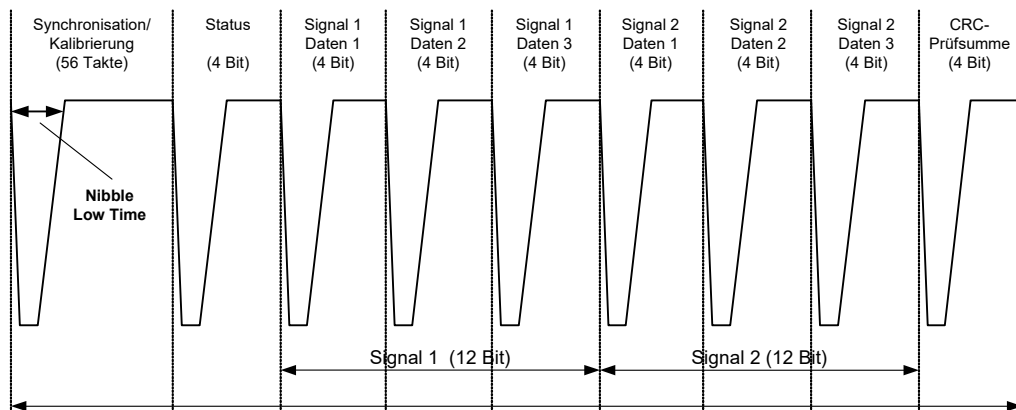 Synchronisation/
Kalibrierung
(56 Takte)
Status
(4 Bit)
Signal 1
Daten 1
(4 Bit)
Signal 1
Daten 2
(4 Bit)
Signal 1
Daten 3
(4 Bit)
Signal 2
Daten 1
(4 Bit)
Signal 2
Daten 2
(4 Bit)
Signal 2
Daten 3
(4 Bit)
CRC-
Prüfsumme
(4 Bit)
Nibble
Low Time
Signal 1 (12 Bit)
Signal 2 (12 Bit)